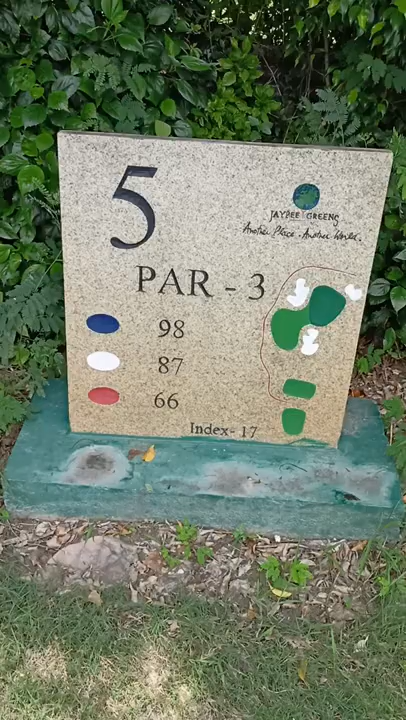 5
JAYPEE GREENS
Another Place. Another World.
PAR - 3
98
87
66
Index- 17